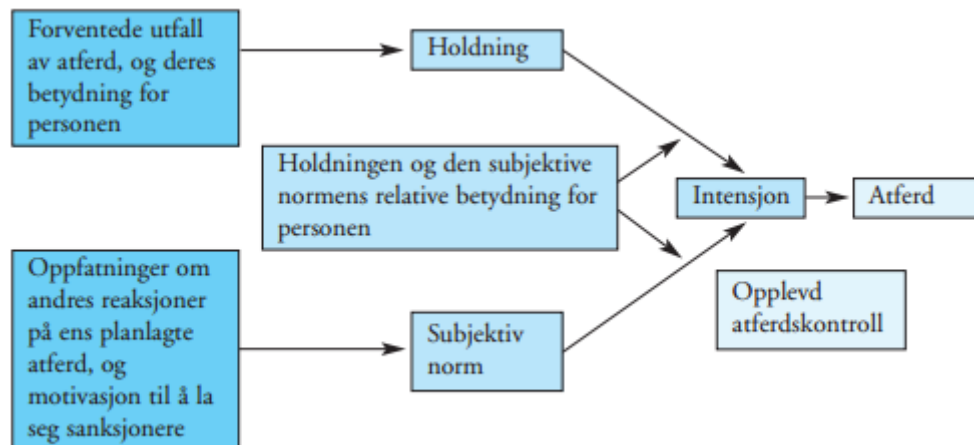 Forventede utfall
av atferd, og deres
betydning for
personen
Holdning
Holdningen og den subjektive
normens relative betydning for
personen
Intensjon
Atferd
Oppfatninger om
andres reaksjoner
på ens planlagte
atferd, og
motivasjon til å la
seg sanksjonere
Subjektiv
norm
Opplevd
atferdskontroll